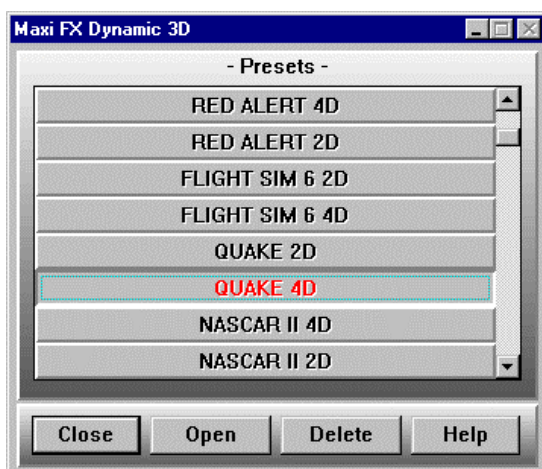 Maxi FX Dynamic 3D
- Presets -
RED ALERT 4D
RED ALERT 2D
FLIGHT SIM 6 2D
FLIGHT SIM 6 4D
QUAKE 2D
QUAKE 4D
NASCAR II 4D
NASCAR II 2D
Close Open Delete Help